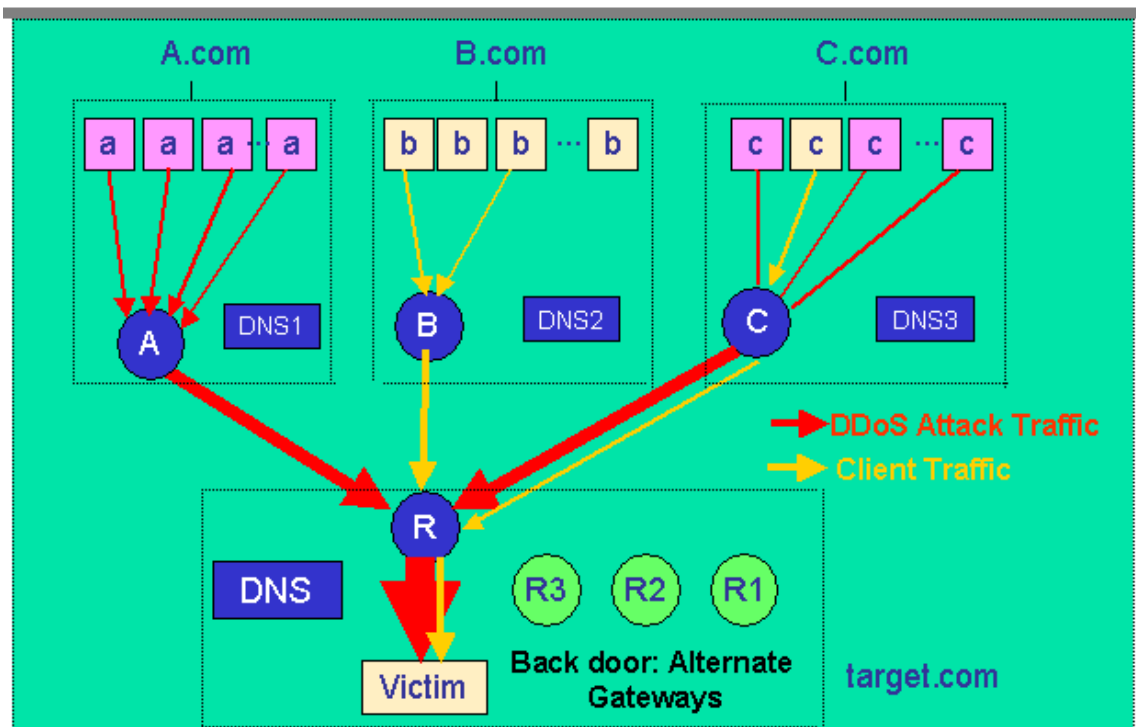 A.com B.com C.com
a a a ... a b b b ... b c c c ... c
A DNS1 B DNS2 C DNS3
DDoS Attack Traffic
Client Traffic
R
DNS R3 R2 R1
Back door: Alternate
Gateways
Victim
target.com